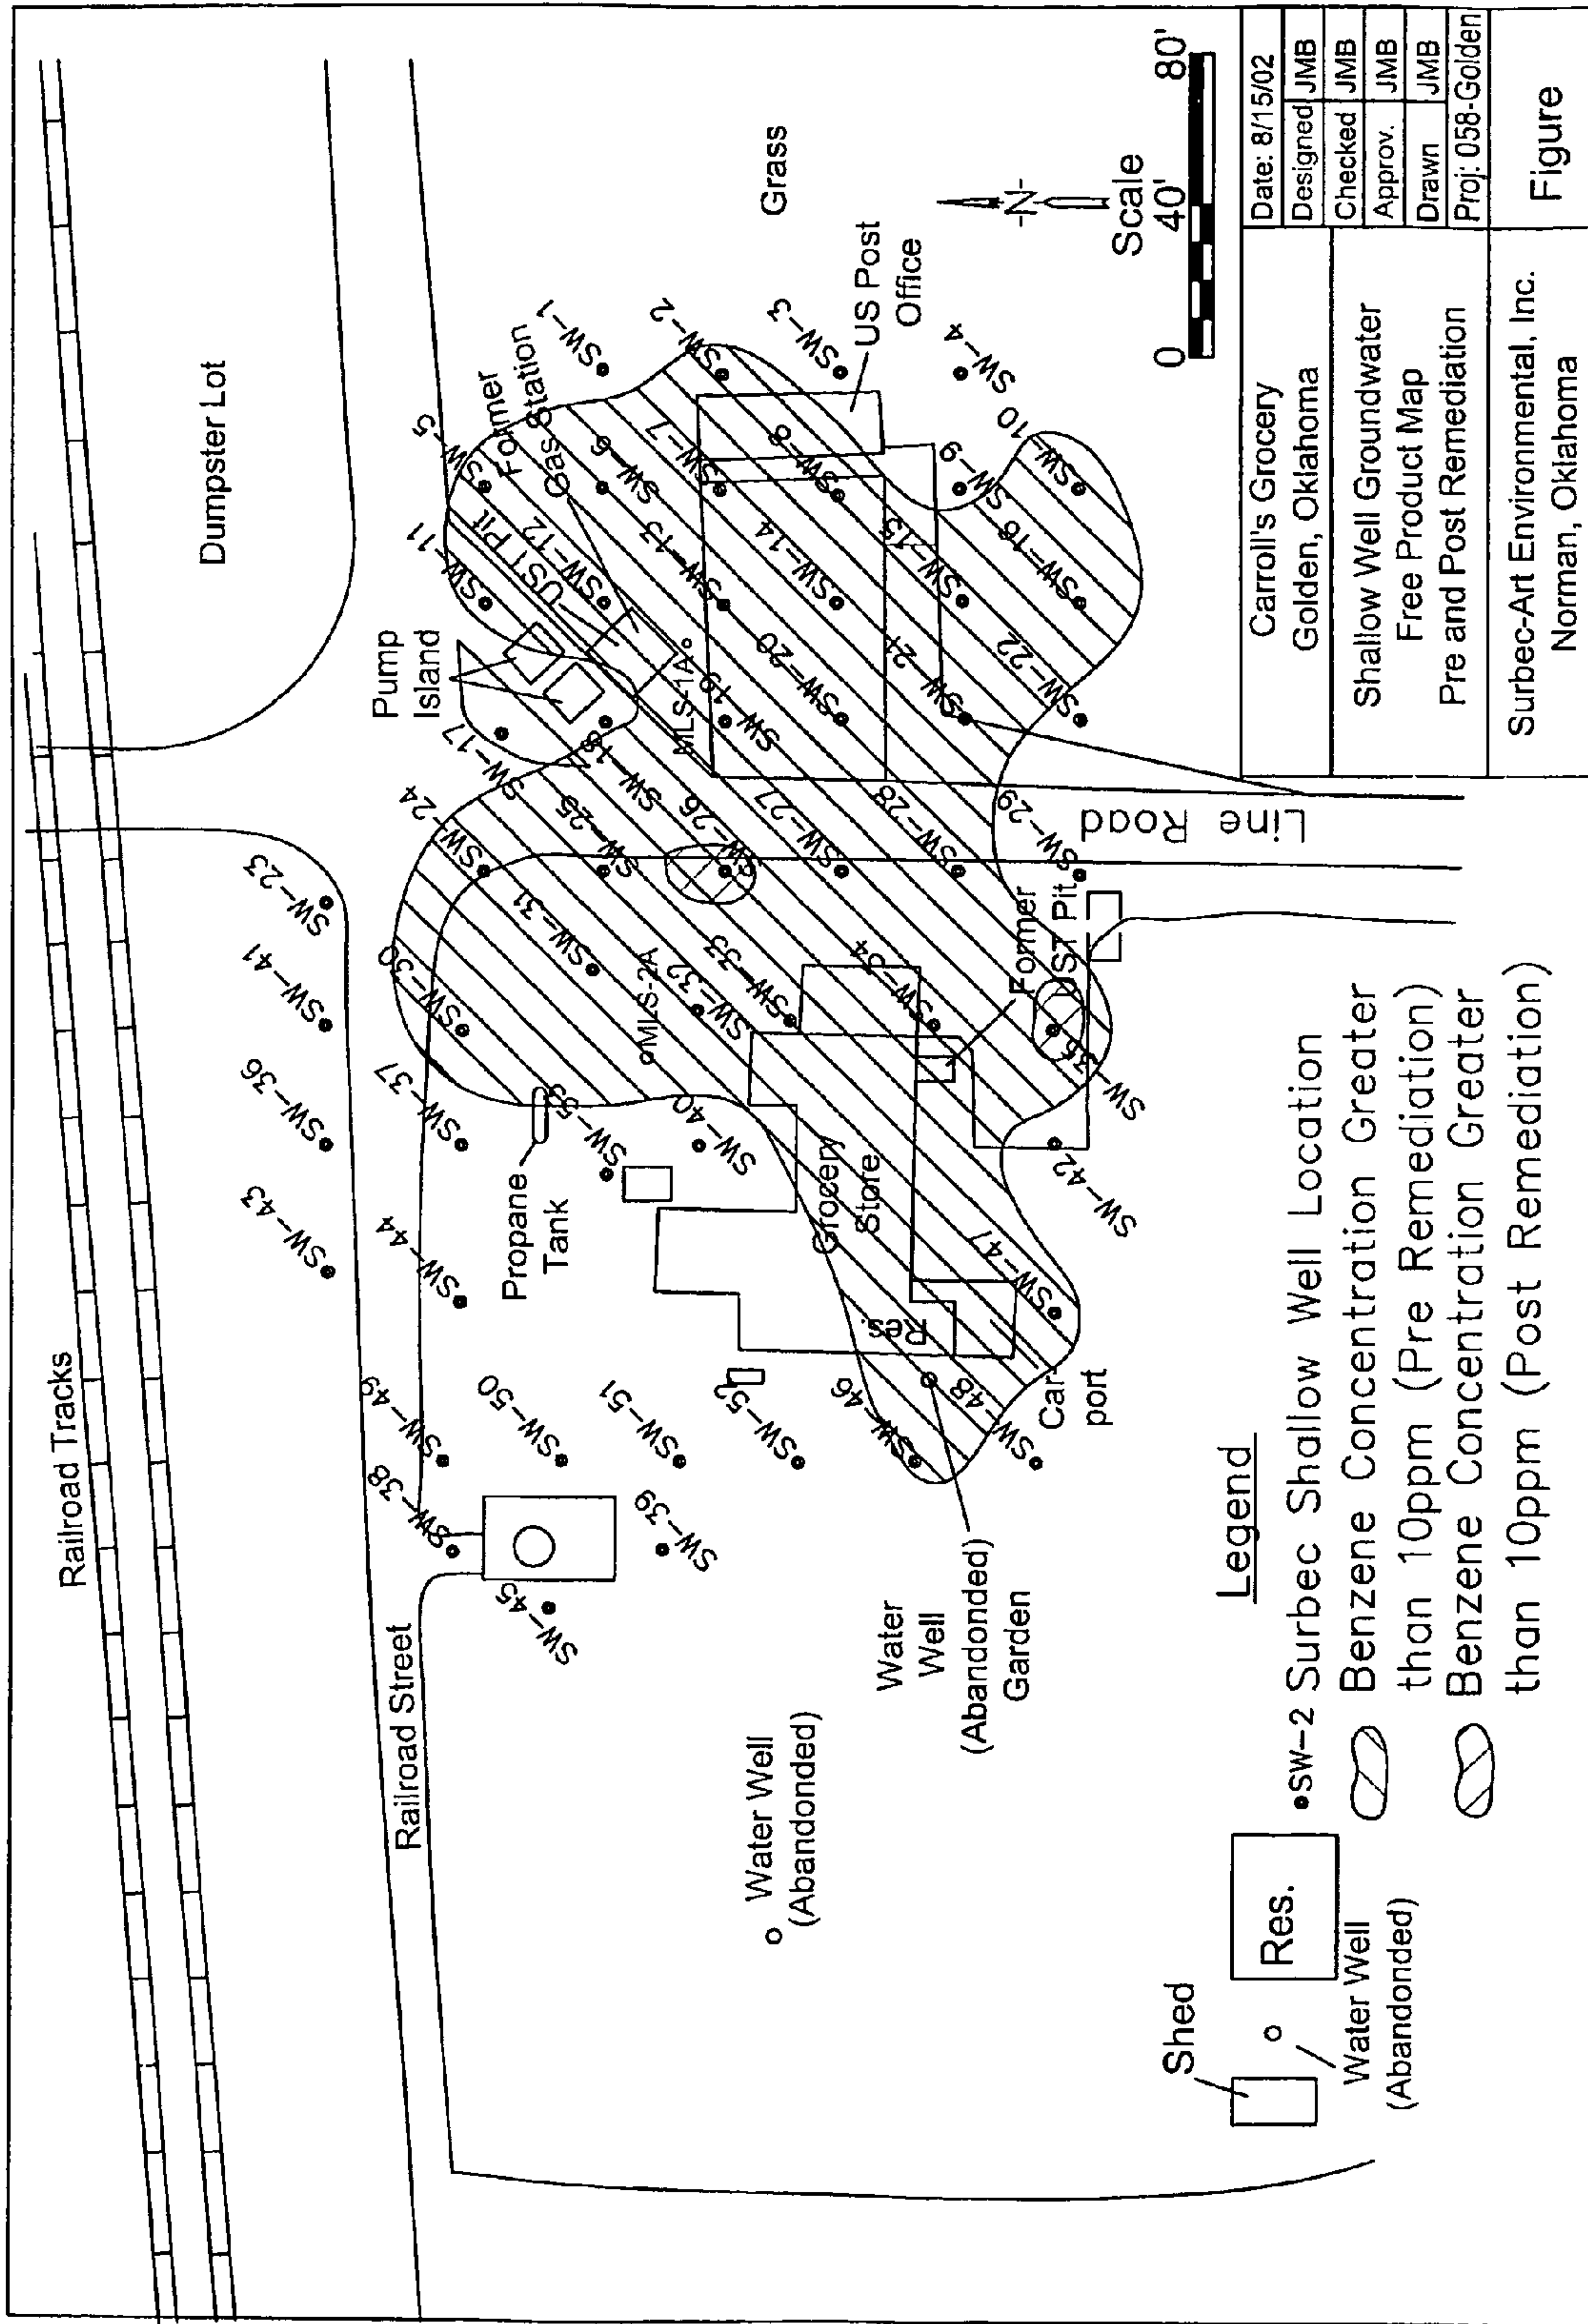 Railroad Tracks
Dumpster Lot
Railroad Street
SW-43
SW-36
SW-41
SW-23
SW-45
SW-38
SW-49
SW-44
SW-37
SW-30
SW-24
SW-17
Pump
Island
SW-11
SW-5
UST Pit
Former
Gas Station
SW-1
SW-39
SW-50
SW-51
SW-52
Propane
Tank
SW-53
SW-40
MLS-2A
SW-31
SW-32
SW-33
SW-25
SW-26
SW-18
SW-19
MLS-1A
SW-12
SW-13
SW-6
SW-7
SW-2
SW-3
SW-4
Grass
US Post
Office
Water Well
(Abandonded)
Water
Well
(Abandonded)
Garden
SW-46
SW-48
Res.
Grocery
Store
Car-
port
SW-47
SW-42
SW-35
SW-34
Former
UST Pit
SW-27
SW-28
SW-29
SW-20
SW-21
SW-22
SW-14
SW-15
SW-16
SW-8
SW-9
SW-10
Line Road
-N-
Scale
0 40' 80'
Shed
Res.
Water Well
(Abandonded)
Legend
SW-2 Surbec Shallow Well Location
Benzene Concentration Greater
than 10ppm (Pre Remediation)
Benzene Concentration Greater
than 10ppm (Post Remediation)
Carroll's Grocery
Golden, Oklahoma
Shallow Well Groundwater
Free Product Map
Pre and Post Remediation
Surbec-Art Environmental, Inc.
Norman, Oklahoma
Date: 8/15/02
Designed JMB
Checked JMB
Approv. JMB
Drawn JMB
Proj: 058-Golden
Figure